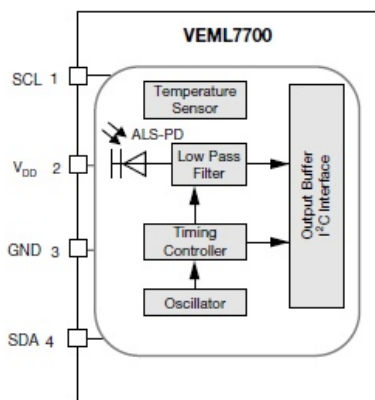 VEML7700
SCL 1
Temperature
Sensor
ALS-PD
VDD 2
Low Pass
Filter
Output Buffer
I²C Interface
GND 3
Timing
Controller
Oscillator
SDA 4